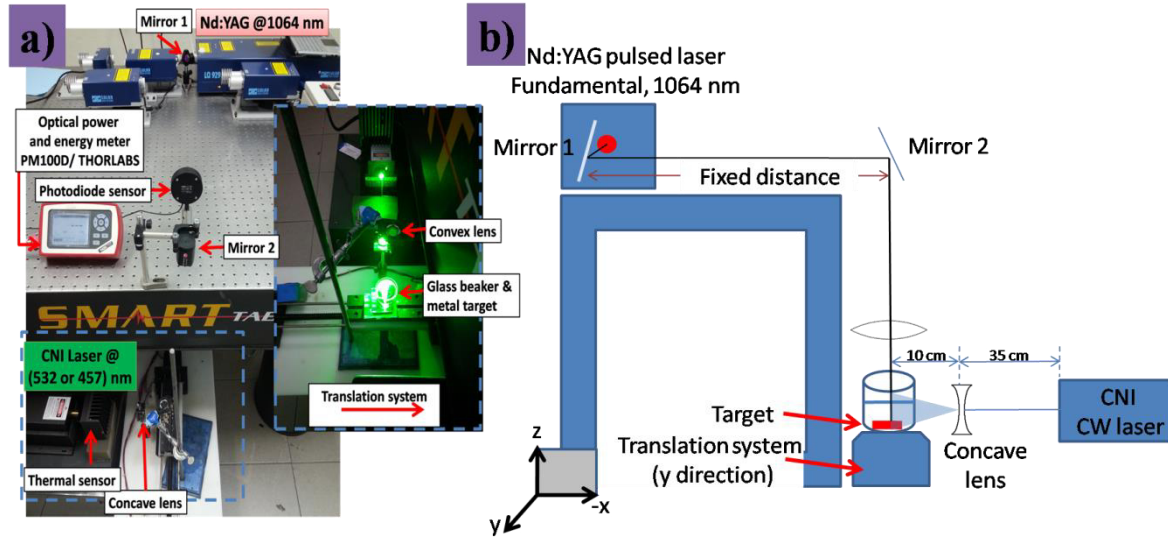 a)
Mirror 1
Nd:YAG @1064 nm
LQ 929
Optical power
and energy meter
PM100D/ THORLABS
Photodiode sensor
Mirror 2
Convex lens
Glass beaker &
metal target
SMART TAE
CNI Laser @
(532 or 457) nm
Translation system
Thermal sensor
Concave lens
b)
Nd:YAG pulsed laser
Fundamental, 1064 nm
Mirror 1
Mirror 2
Fixed distance
10 cm
35 cm
CNI
CW laser
Target
Translation system
(y direction)
Concave
lens
z
-x
y